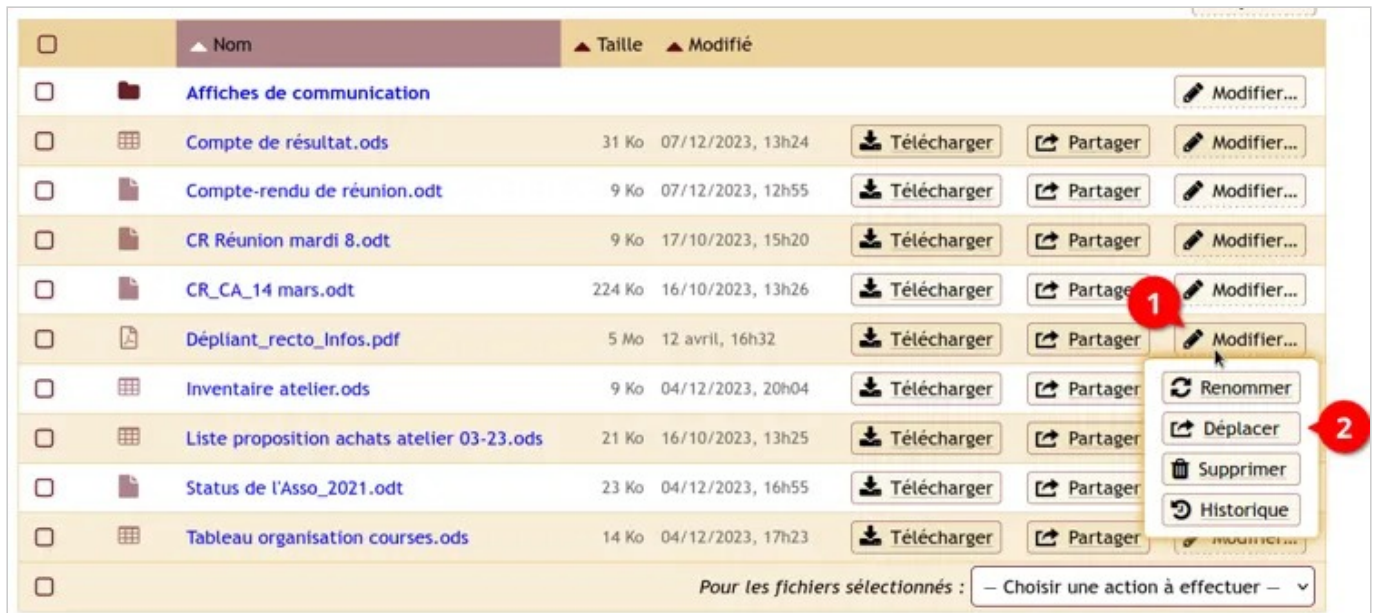 Nom Taille Modifié
Affiches de communication Modifier...
Compte de résultat.ods 31 Ko 07/12/2023, 13h24 Télécharger Partager Modifier...
Compte-rendu de réunion.odt 9 Ko 07/12/2023, 12h55 Télécharger Partager Modifier...
CR Réunion mardi 8.odt 9 Ko 17/10/2023, 15h20 Télécharger Partager Modifier...
CR_CA_14 mars.odt 224 Ko 16/10/2023, 13h26 Télécharger Partager Modifier...
1
Dépliant_recto_Infos.pdf 5 Mo 12 avril, 16h32 Télécharger Partager Modifier...
Inventaire atelier.ods 9 Ko 04/12/2023, 20h04 Télécharger Partager Renommer
Liste proposition achats atelier 03-23.ods 21 Ko 16/10/2023, 13h25 Télécharger Partager Déplacer 2
Status de l'Asso_2021.odt 23 Ko 04/12/2023, 16h55 Télécharger Partager Supprimer
Historique
Tableau organisation courses.ods 14 Ko 04/12/2023, 17h23 Télécharger Partager Modifier...
Pour les fichiers sélectionnés : — Choisir une action à effectuer —